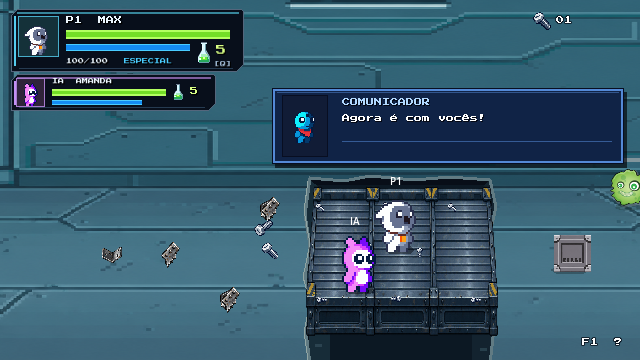 P1 MAX
01
5
100/100 ESPECIAL
[Q]
IA AMANDA
5
COMUNICADOR
Agora é com vocês!
P1
IA
F1 ?